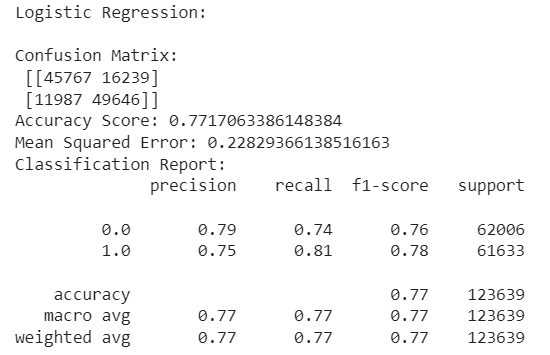 Logistic Regression:
Confusion Matrix:
[[45767 16239]
[11987 49646]]
Accuracy Score: 0.7717063386148384
Mean Squared Error: 0.22829366138516163
Classification Report:
precision recall f1-score support
0.0 0.79 0.74 0.76 62006
1.0 0.75 0.81 0.78 61633
accuracy 0.77 123639
macro avg 0.77 0.77 0.77 123639
weighted avg 0.77 0.77 0.77 123639